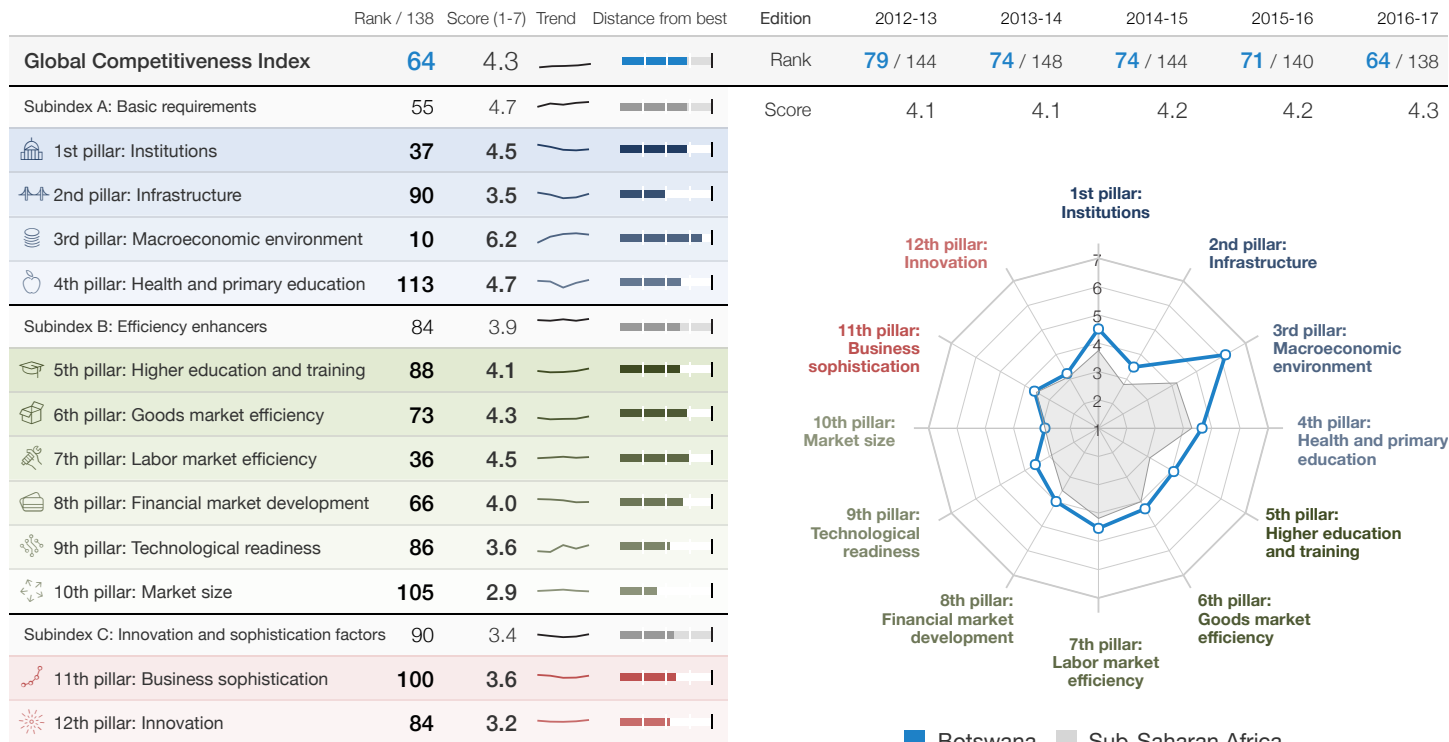 Rank / 138 Score (1-7) Trend Distance from best
Global Competitiveness Index 64 4.3
Subindex A: Basic requirements 55 4.7
1st pillar: Institutions 37 4.5
2nd pillar: Infrastructure 90 3.5
3rd pillar: Macroeconomic environment 10 6.2
4th pillar: Health and primary education 113 4.7
Subindex B: Efficiency enhancers 84 3.9
5th pillar: Higher education and training 88 4.1
6th pillar: Goods market efficiency 73 4.3
7th pillar: Labor market efficiency 36 4.5
8th pillar: Financial market development 66 4.0
9th pillar: Technological readiness 86 3.6
10th pillar: Market size 105 2.9
Subindex C: Innovation and sophistication factors 90 3.4
11th pillar: Business sophistication 100 3.6
12th pillar: Innovation 84 3.2
Edition 2012-13 2013-14 2014-15 2015-16 2016-17
Rank 79 / 144 74 / 148 74 / 144 71 / 140 64 / 138
Score 4.1 4.1 4.2 4.2 4.3
1st pillar:
Institutions
2nd pillar:
Infrastructure
3rd pillar:
Macroeconomic
environment
4th pillar:
Health and primary
education
5th pillar:
Higher education
and training
6th pillar:
Goods market
efficiency
7th pillar:
Labor market
efficiency
8th pillar:
Financial market
development
9th pillar:
Technological
readiness
10th pillar:
Market size
11th pillar:
Business
sophistication
12th pillar:
Innovation
7
6
5
4
3
2
1
Botswana Sub-Saharan Africa